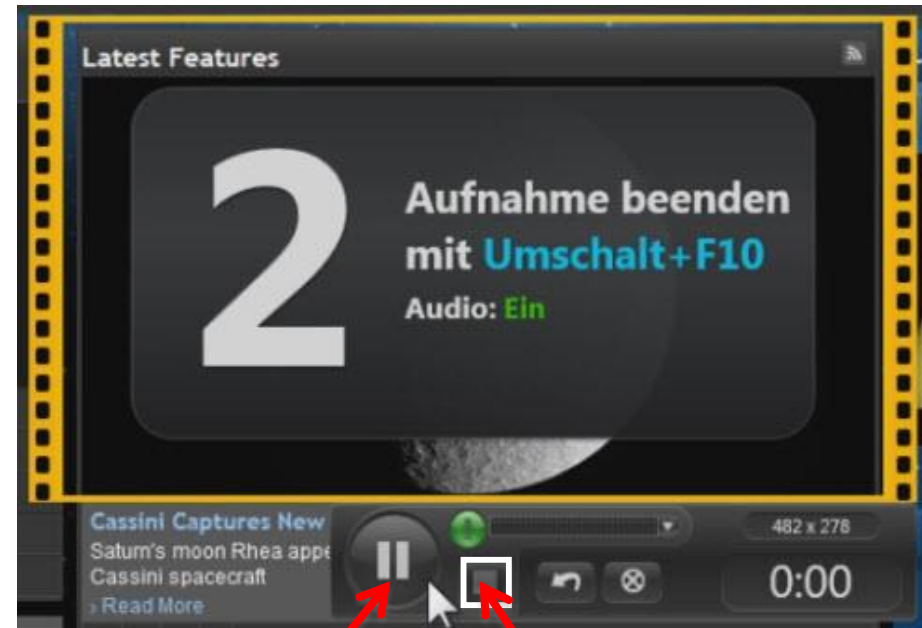 Latest Features
2
Aufnahme beenden
mit Umschalt+F10
Audio: Ein
Cassini Captures New
Saturn's moon Rhea appe
Cassini spacecraft
› Read More
482 x 278
0:00